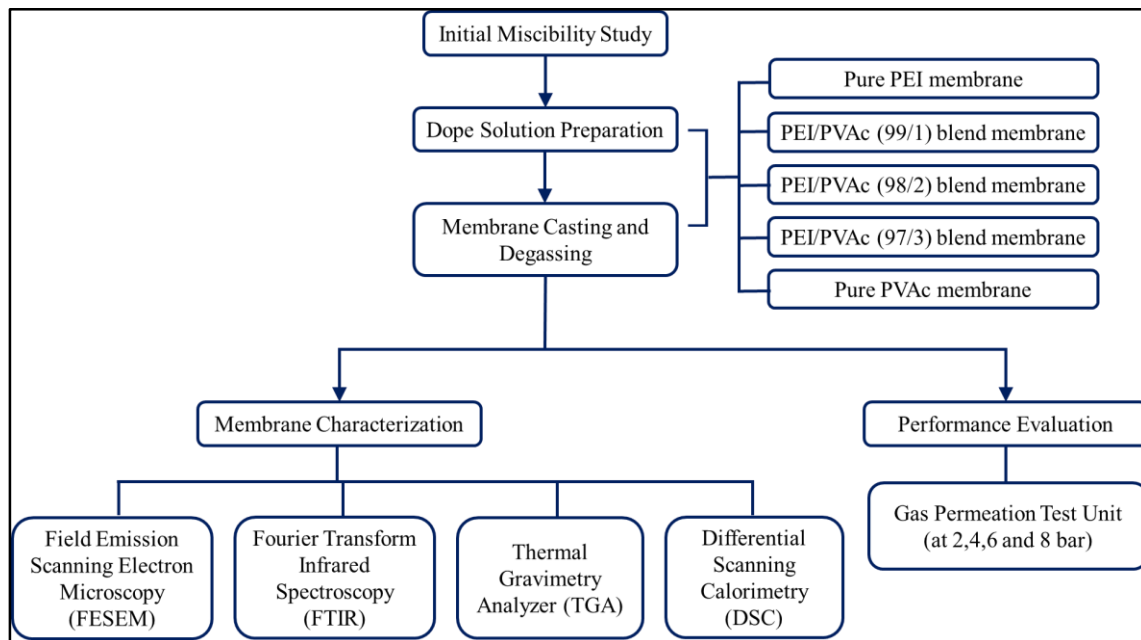 Initial Miscibility Study
Dope Solution Preparation
Membrane Casting and
Degassing
Pure PEI membrane
PEI/PVAc (99/1) blend membrane
PEI/PVAc (98/2) blend membrane
PEI/PVAc (97/3) blend membrane
Pure PVAc membrane
Membrane Characterization
Performance Evaluation
Field Emission
Scanning Electron
Microscopy
(FESEM)
Fourier Transform
Infrared
Spectroscopy
(FTIR)
Thermal
Gravimetry
Analyzer (TGA)
Differential
Scanning
Calorimetry
(DSC)
Gas Permeation Test Unit
(at 2,4,6 and 8 bar)